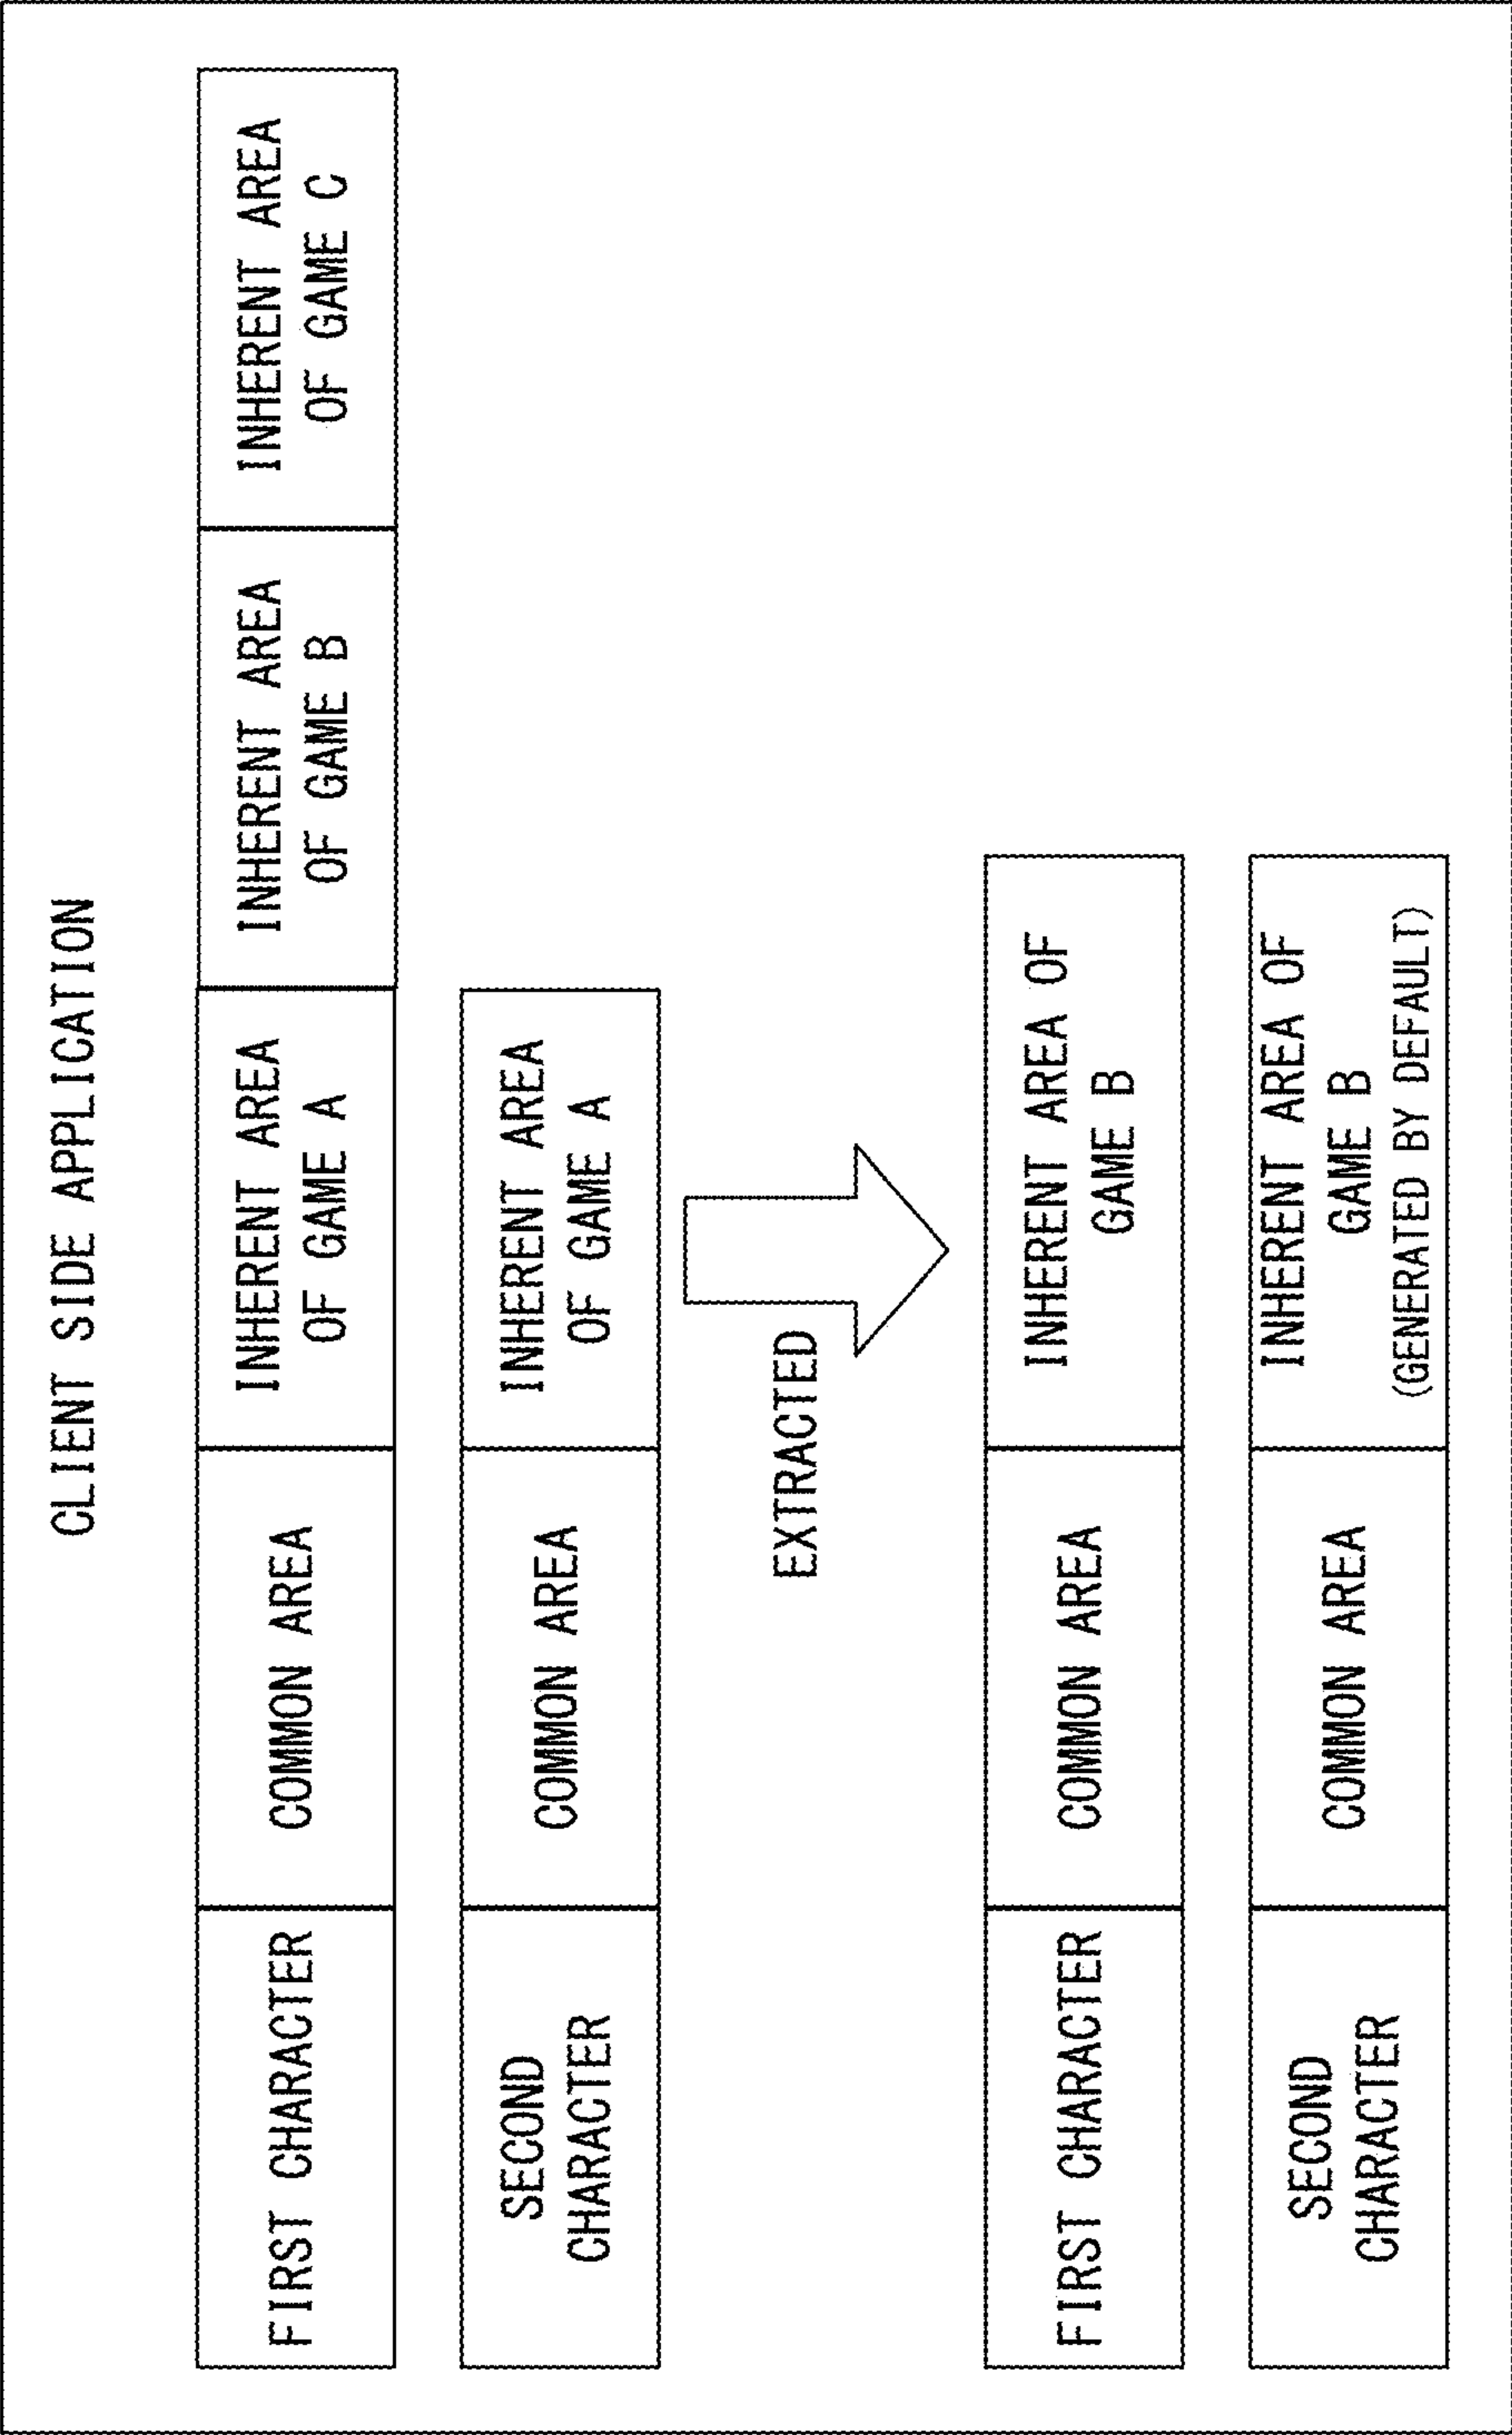 CLIENT SIDE APPLICATION
FIRST CHARACTER
COMMON AREA
INHERENT AREA
OF GAME A
INHERENT AREA
OF GAME B
INHERENT AREA
OF GAME C
SECOND
CHARACTER
COMMON AREA
INHERENT AREA
OF GAME A
EXTRACTED
FIRST CHARACTER
COMMON AREA
INHERENT AREA OF
GAME B
SECOND
CHARACTER
COMMON AREA
INHERENT AREA OF
GAME B
(GENERATED BY DEFAULT)